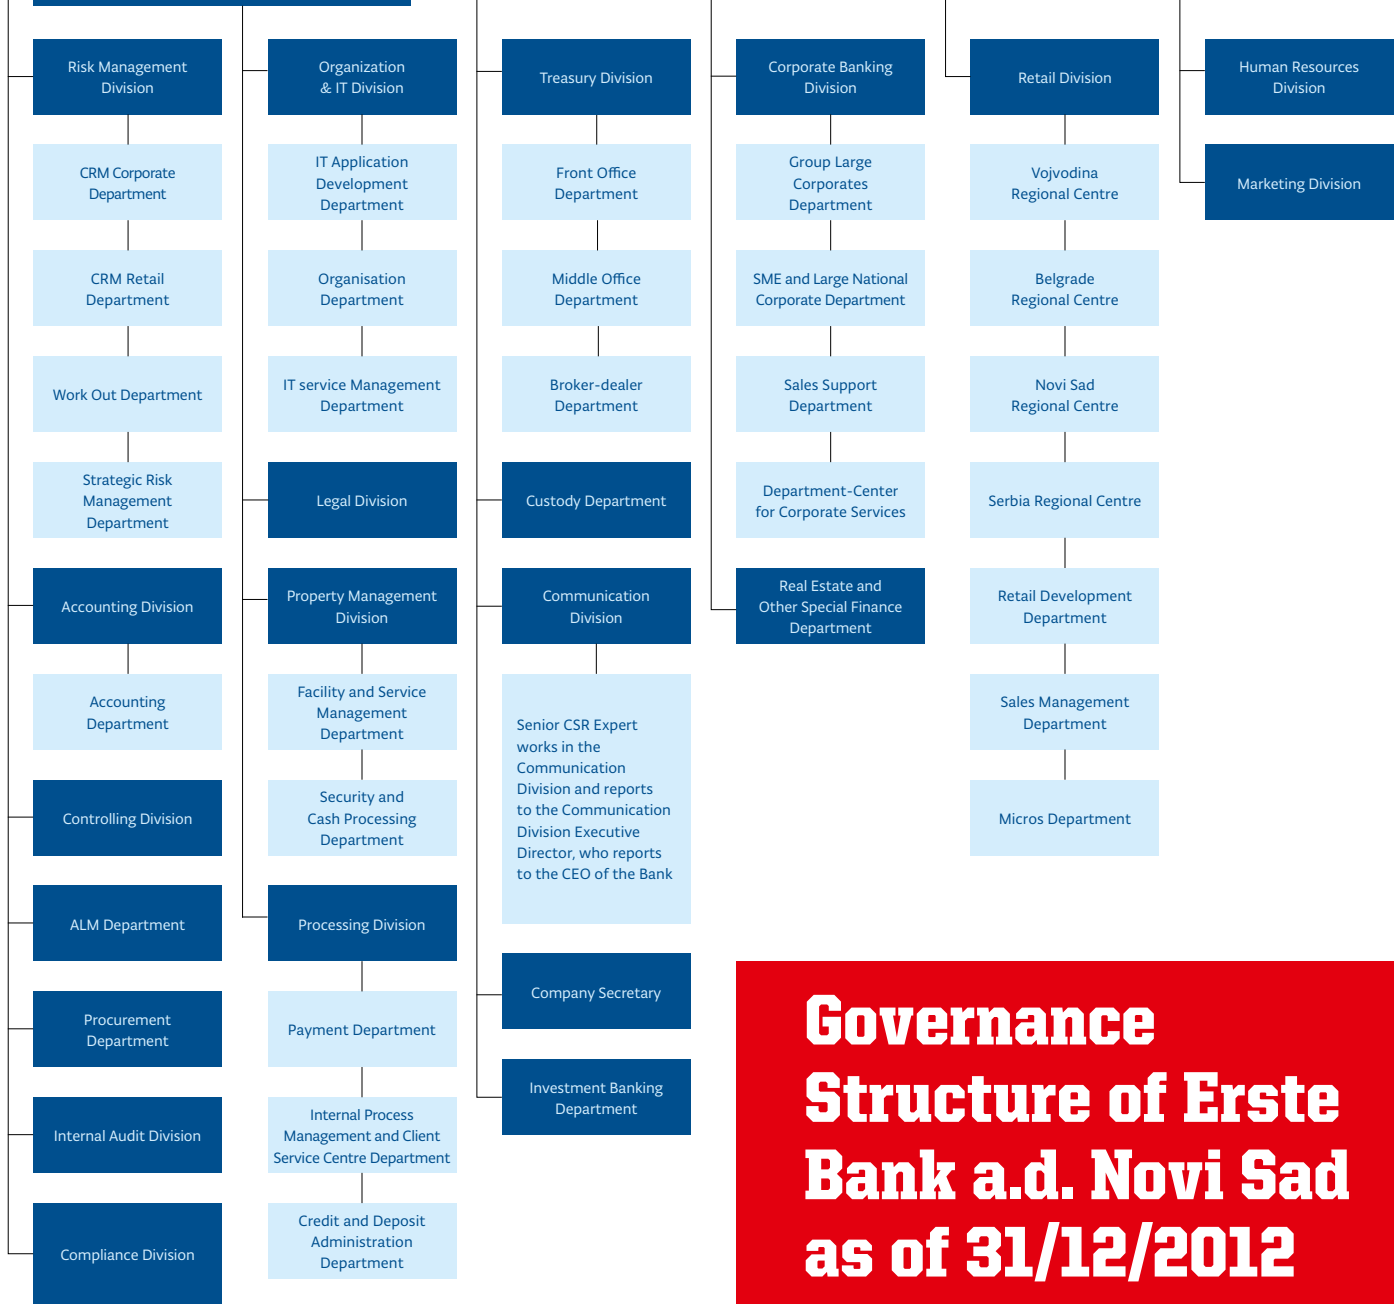 Risk Management
Division
CRM Corporate
Department
CRM Retail
Department
Work Out Department
Strategic Risk
Management
Department
Accounting Division
Accounting
Department
Controlling Division
ALM Department
Procurement
Department
Internal Audit Division
Compliance Division
Organization
& IT Division
IT Application
Development
Department
Organisation
Department
IT service Management
Department
Legal Division
Property Management
Division
Facility and Service
Management
Department
Security and
Cash Processing
Department
Processing Division
Payment Department
Internal Process
Management and Client
Service Centre Department
Credit and Deposit
Administration
Department
Treasury Division
Front Office
Department
Middle Office
Department
Broker-dealer
Department
Custody Department
Communication
Division
Senior CSR Expert
works in the
Communication
Division and reports
to the Communication
Division Executive
Director, who reports
to the CEO of the Bank
Company Secretary
Investment Banking
Department
Corporate Banking
Division
Group Large
Corporates
Department
SME and Large National
Corporate Department
Sales Support
Department
Department-Center
for Corporate Services
Real Estate and
Other Special Finance
Department
Retail Division
Vojvodina
Regional Centre
Belgrade
Regional Centre
Novi Sad
Regional Centre
Serbia Regional Centre
Retail Development
Department
Sales Management
Department
Micros Department
Human Resources
Division
Marketing Division
Governance
Structure of Erste
Bank a.d. Novi Sad
as of 31/12/2012